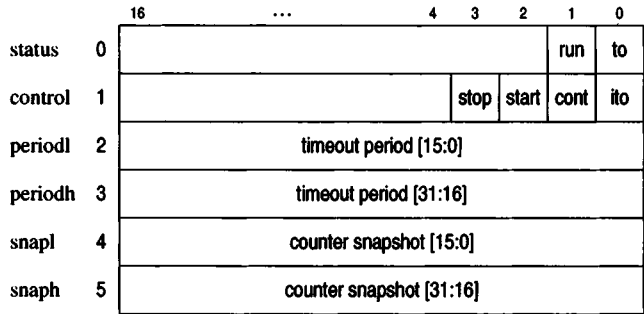 16 ... 4 3 2 1 0
status 0 run to
control 1 stop start cont ito
periodl 2 timeout period [15:0]
periodh 3 timeout period [31:16]
snapl 4 counter snapshot [15:0]
snaph 5 counter snapshot [31:16]